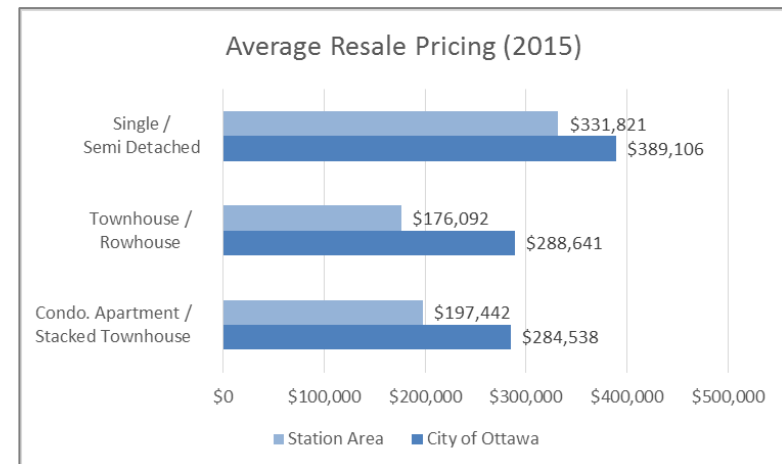 Average Resale Pricing (2015)
Single /
Semi Detached
$331,821
$389,106
Townhouse /
Rowhouse
$176,092
$288,641
Condo. Apartment /
Stacked Townhouse
$197,442
$284,538
$0 $100,000 $200,000 $300,000 $400,000 $500,000
Station Area City of Ottawa